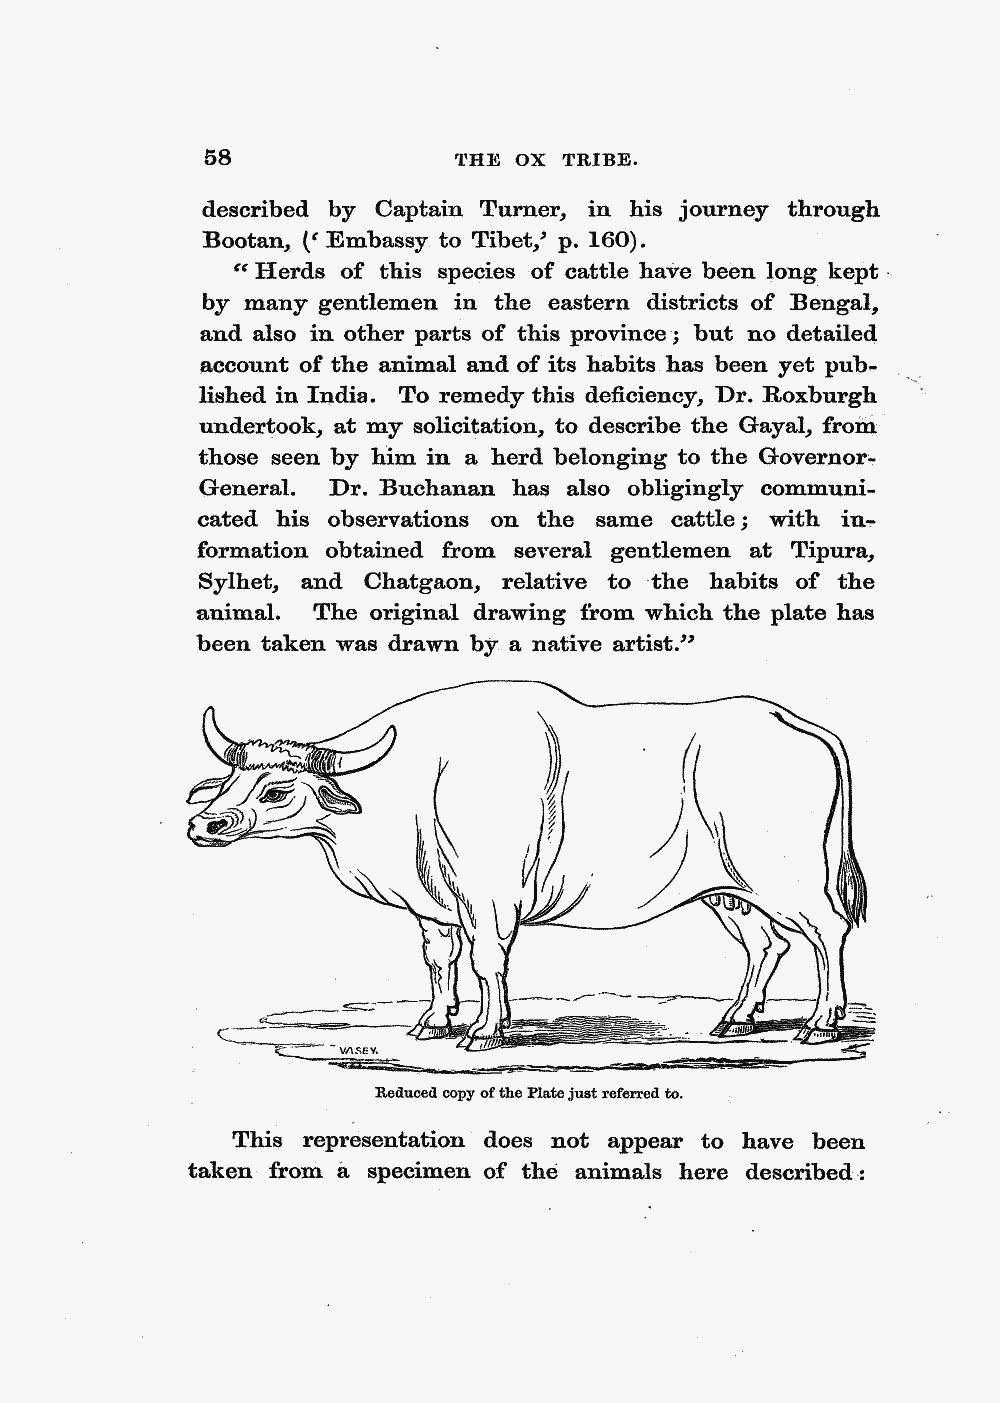 58 THE OX TRIBE.
described by Captain Turner, in his journey through
Bootan, (‘ Embassy to Tibet,’ p. 160).
“ Herds of this species of cattle have been long kept
by many gentlemen in the eastern districts of Bengal,
and also in other parts of this province ; but no detailed
account of the animal and of its habits has been yet pub-
lished in India. To remedy this deficiency, Dr. Roxburgh
undertook, at my solicitation, to describe the Gayal, from
those seen by him in a herd belonging to the Governor-
General. Dr. Buchanan has also obligingly communi-
cated his observations on the same cattle ; with in-
formation obtained from several gentlemen at Tipura,
Sylhet, and Chatgaon, relative to the habits of the
animal. The original drawing from which the plate has
been taken was drawn by a native artist.”
VASEY.
Reduced copy of the Plate just referred to.
This representation does not appear to have been
taken from a specimen of the animals here described :